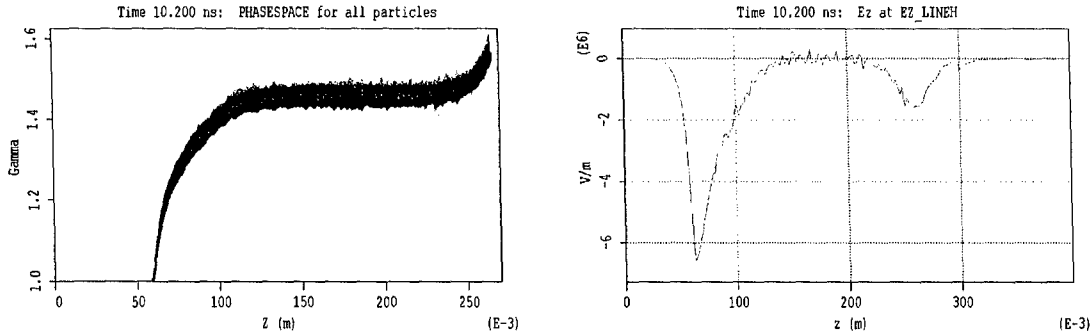 Time 10.200 ns: PHASESPACE for all particles
1.6
1.4
1.2
1.0
Gamma
0
50
100
150
200
250
Z (m)
(E-3)
Time 10.200 ns: Ez at EZ_LINEH
(E6)
0
-2
-4
-6
V/m
0
100
200
300
z (m)
(E-3)